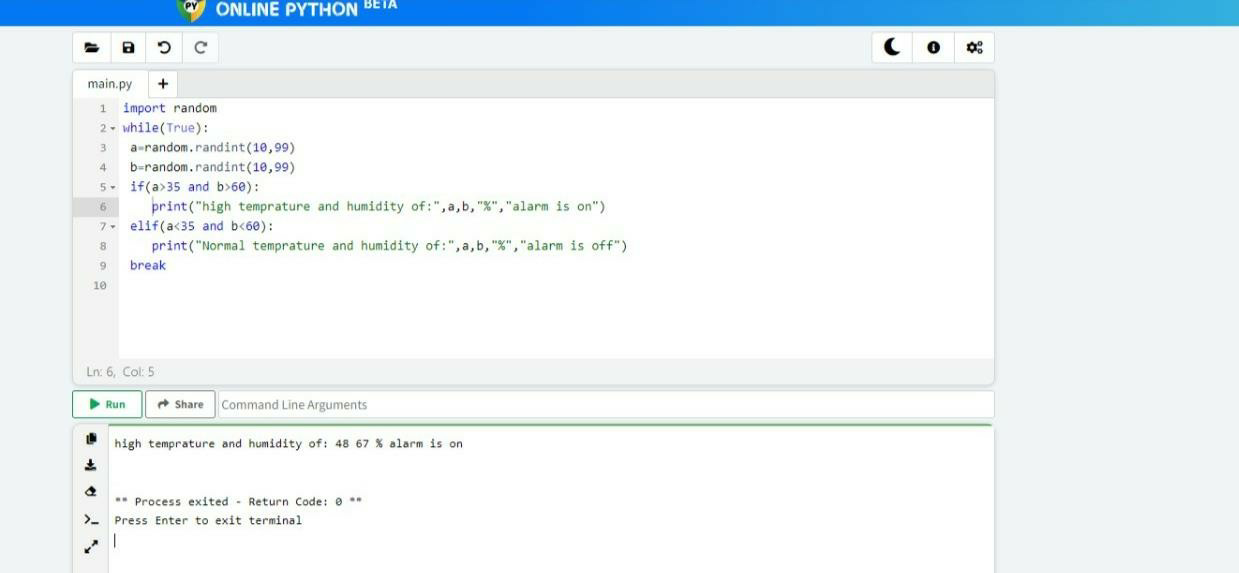 PY ONLINE PYTHON BETA
main.py +
1 import random
2 while(True):
3 a=random.randint(10,99)
4 b=random.randint(10,99)
5 if(a>35 and b>60):
6 print("high temprature and humidity of:",a,b,"%","alarm is on")
7 elif(a<35 and b<60):
8 print("Normal temprature and humidity of:",a,b,"%","alarm is off")
9 break
10
Ln: 6, Col: 5
Run Share Command Line Arguments
high temprature and humidity of: 48 67 % alarm is on
** Process exited - Return Code: 0 **
Press Enter to exit terminal